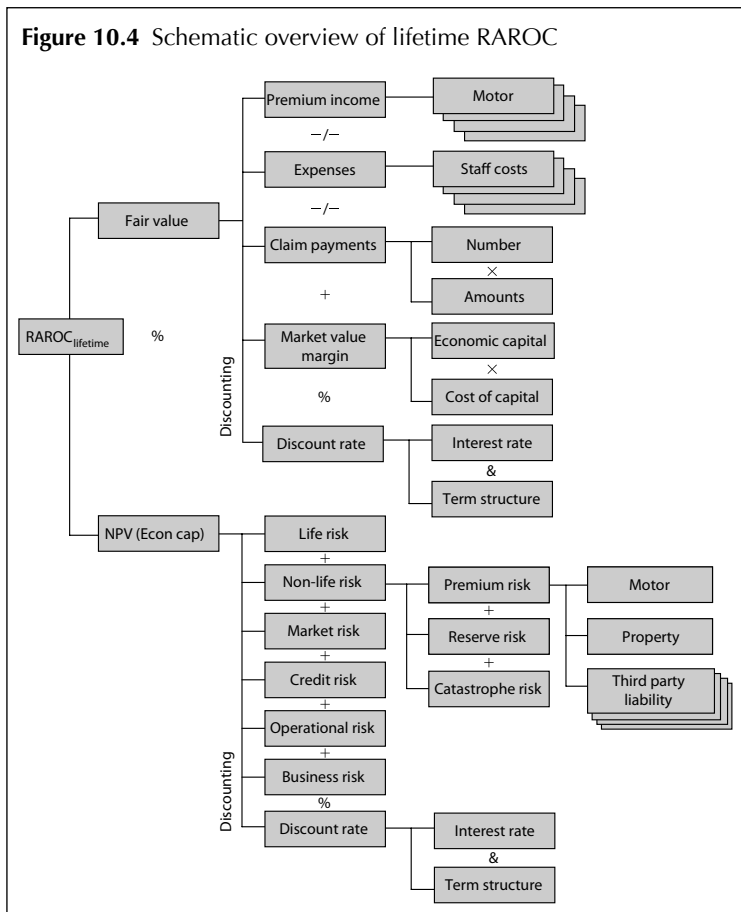 Figure 10.4 Schematic overview of lifetime RAROC
Premium income
Motor
−/−
Expenses
Staff costs
−/−
Fair value
Claim payments
Number
×
+
Amounts
RAROC lifetime
%
Market value
margin
Economic capital
×
%
Cost of capital
Discounting
Discount rate
Interest rate
&
Term structure
NPV (Econ cap)
Life risk
+
Non-life risk
Premium risk
Motor
+
+
Market risk
Reserve risk
Property
+
+
Credit risk
Catastrophe risk
Third party
liability
+
Operational risk
+
Business risk
%
Discounting
Discount rate
Interest rate
&
Term structure